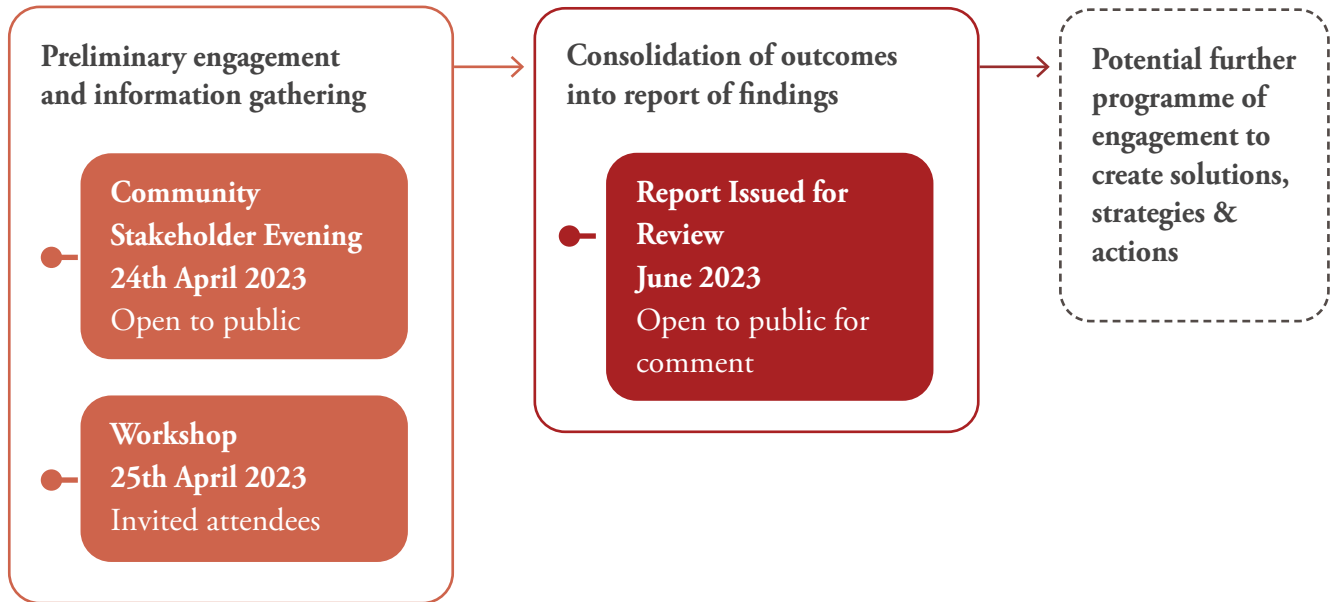 Preliminary engagement
and information gathering
Community
Stakeholder Evening
24th April 2023
Open to public
Workshop
25th April 2023
Invited attendees
Consolidation of outcomes
into report of findings
Report Issued for
Review
June 2023
Open to public for
comment
Potential further
programme of
engagement to
create solutions,
strategies &
actions